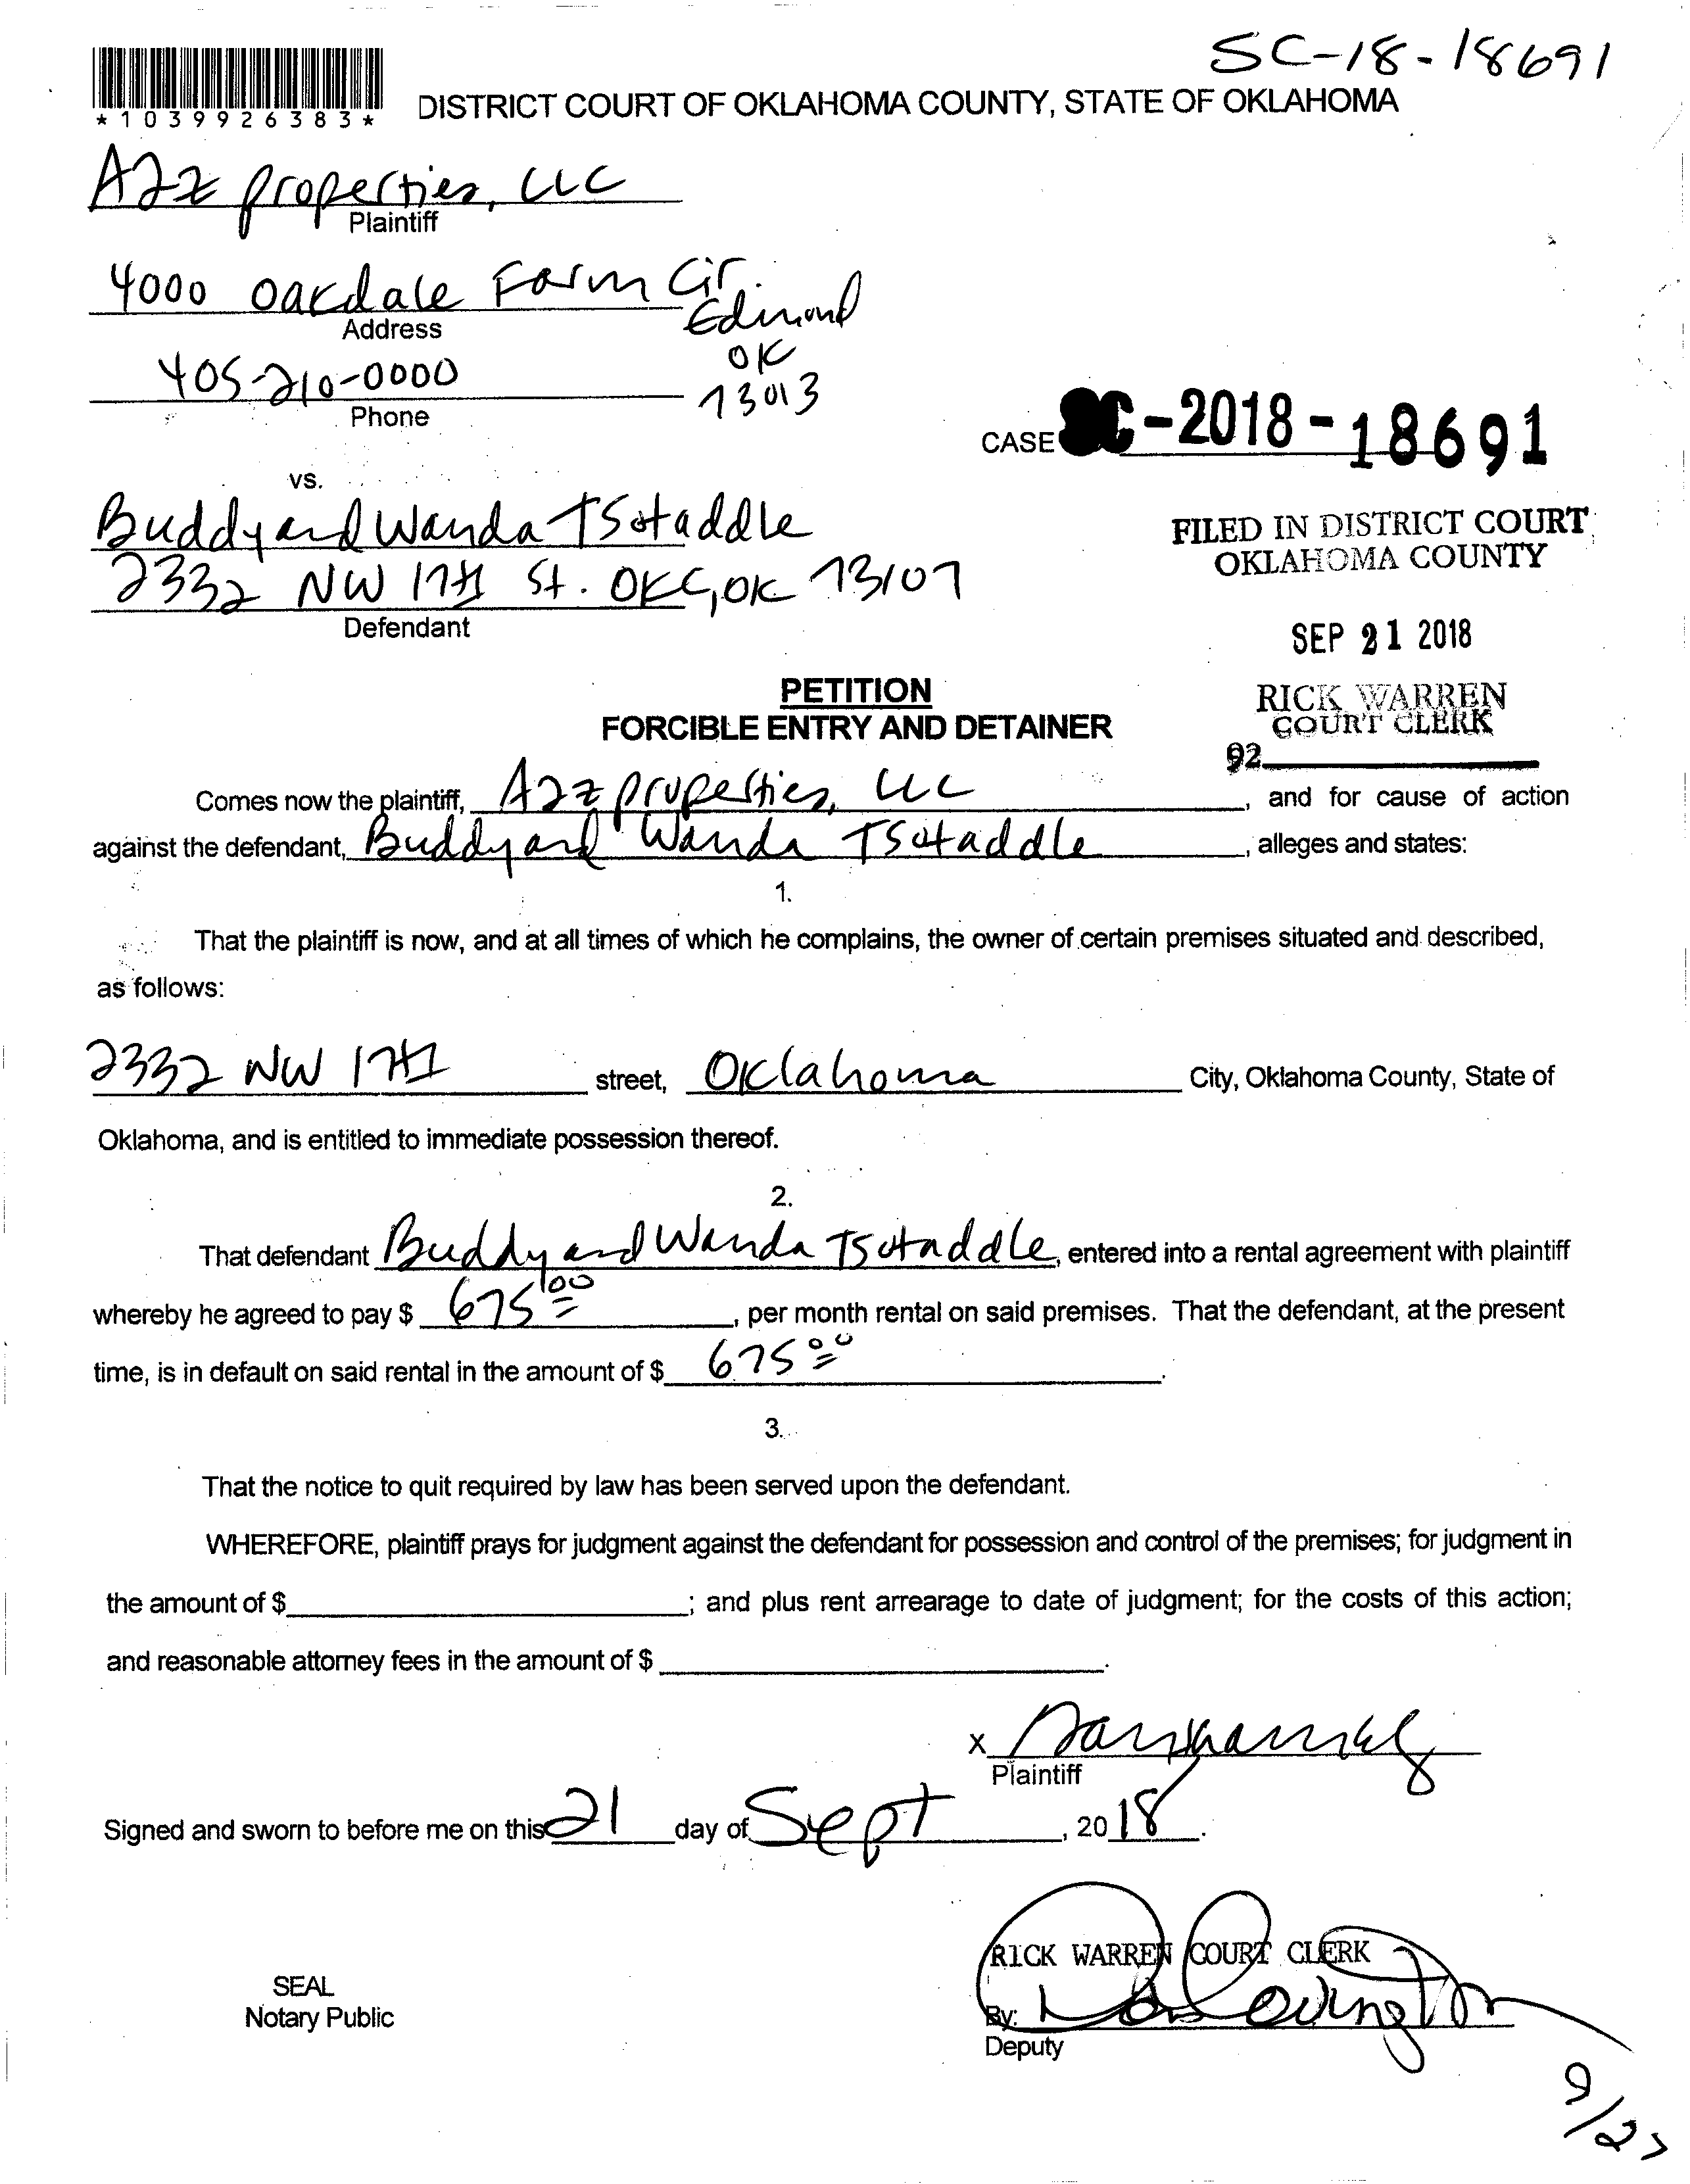 SC-18-18691
*1039926383*
DISTRICT COURT OF OKLAHOMA COUNTY, STATE OF OKLAHOMA
A2z properties, LLC
Plaintiff
4000 Oakdale Farm Cir.
Edmond
Address
OK
405-210-0000
73013
Phone
CASE SC-2018-18691
vs.
Buddy and Wanda Tsotaddle
2332 NW 17th St. OKC, OK 73107
Defendant
FILED IN DISTRICT COURT
OKLAHOMA COUNTY
SEP 21 2018
RICK WARREN
COURT CLERK
92
PETITION
FORCIBLE ENTRY AND DETAINER
Comes now the plaintiff, A2z properties, LLC, and for cause of action
against the defendant, Buddy and Wanda Tsotaddle, alleges and states:
1.
That the plaintiff is now, and at all times of which he complains, the owner of certain premises situated and described,
as follows:
2332 NW 17th street, Oklahoma City, Oklahoma County, State of
Oklahoma, and is entitled to immediate possession thereof.
2.
That defendant Buddy and Wanda Tsotaddle, entered into a rental agreement with plaintiff
whereby he agreed to pay $ 675.00, per month rental on said premises. That the defendant, at the present
time, is in default on said rental in the amount of $ 675.00.
3.
That the notice to quit required by law has been served upon the defendant.
WHEREFORE, plaintiff prays for judgment against the defendant for possession and control of the premises; for judgment in
the amount of $; and plus rent arrearage to date of judgment; for the costs of this action;
and reasonable attorney fees in the amount of $.
X
Plaintiff
Signed and sworn to before me on this 21 day of Sept, 2018.
RICK WARREN COURT CLERK
SEAL
Notary Public
By: Covington
Deputy
9/27